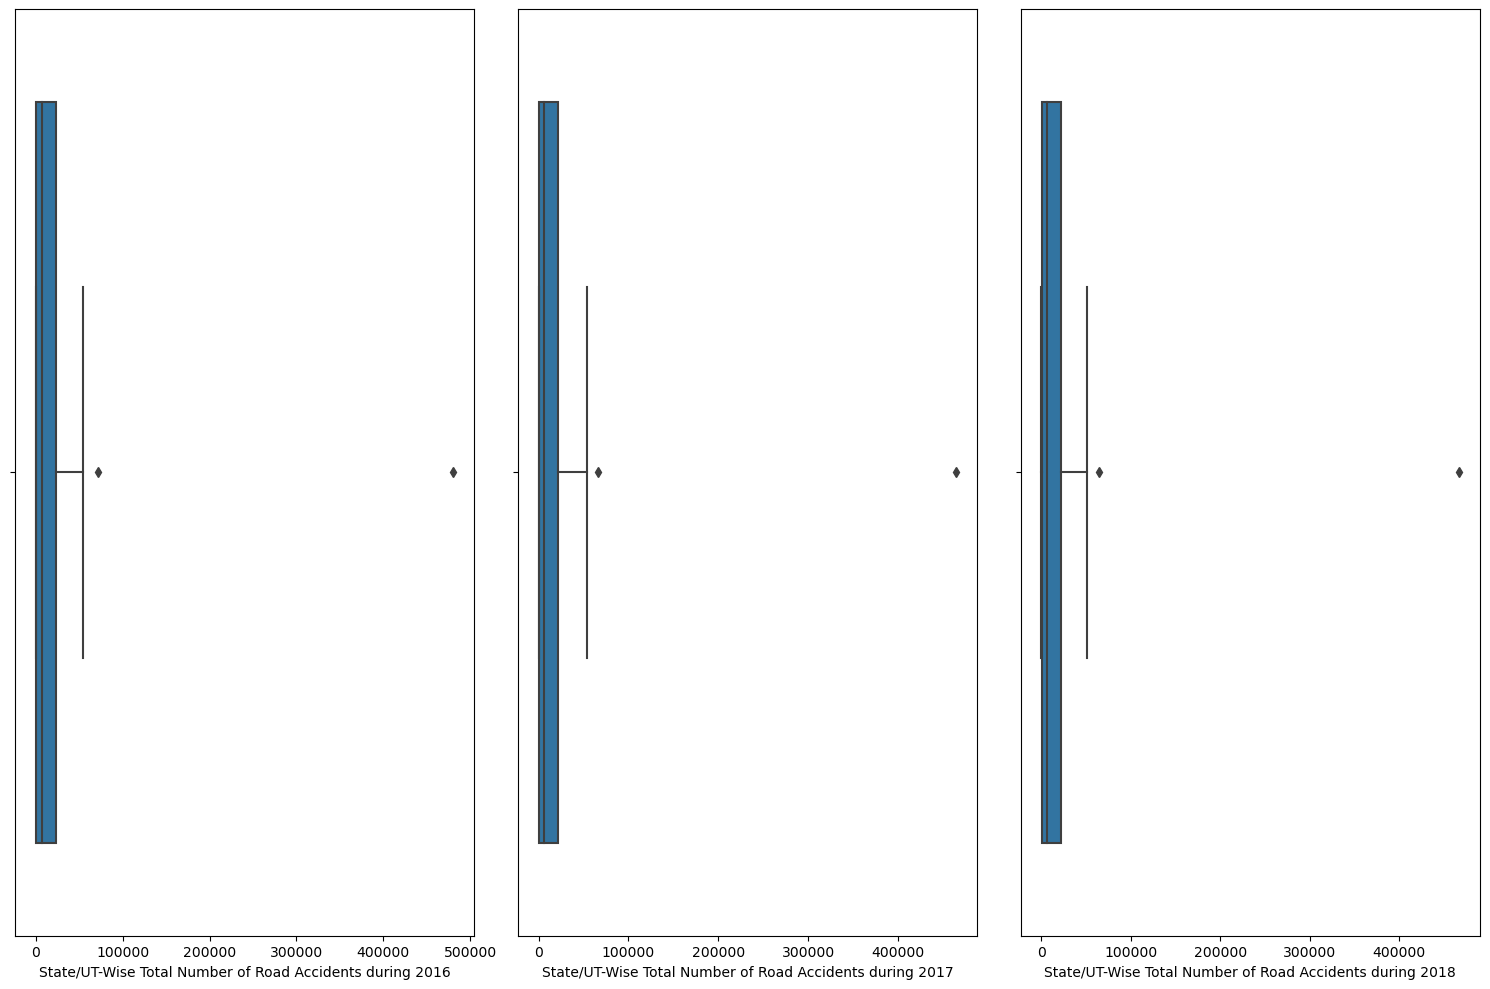 0 100000 200000 300000 400000 500000
State/UT-Wise Total Number of Road Accidents during 2016
0 100000 200000 300000 400000
State/UT-Wise Total Number of Road Accidents during 2017
0 100000 200000 300000 400000
State/UT-Wise Total Number of Road Accidents during 2018